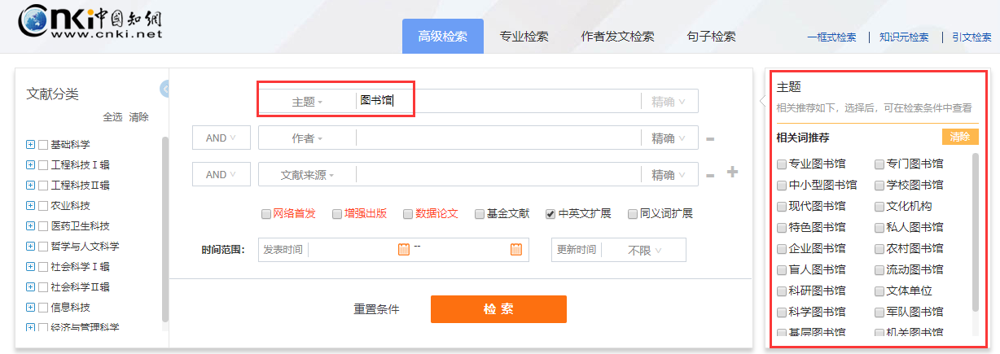 Cnki中国知網
www.cnki.net
高级检索 专业检索 作者发文检索 句子检索 一框式检索 | 知识元检索 | 引文检索
文献分类
全选 清除
基础科学
工程科技Ⅰ辑
工程科技Ⅱ辑
农业科技
医药卫生科技
哲学与人文科学
社会科学Ⅰ辑
社会科学Ⅱ辑
信息科技
经济与管理科学
主题 图书馆 精确
AND 作者 精确
AND 文献来源 精确
网络首发 增强出版 数据论文 基金文献 中英文扩展 同义词扩展
时间范围： 发表时间 -- 更新时间 不限
重置条件 检索
主题
相关推荐如下，选择后，可在检索条件中查看
相关词推荐 清除
专业图书馆 专门图书馆
中小型图书馆 学校图书馆
现代图书馆 文化机构
特色图书馆 私人图书馆
企业图书馆 农村图书馆
盲人图书馆 流动图书馆
科研图书馆 文体单位
科学图书馆 军队图书馆
基层图书馆 机关图书馆